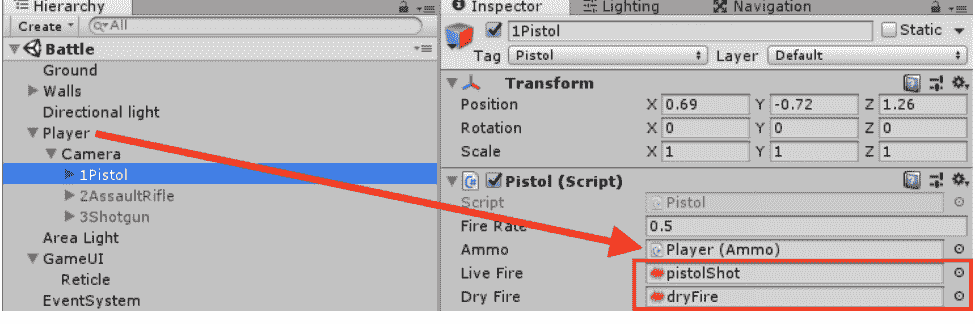 Hierarchy
Create
All
Battle
Ground
Walls
Directional light
Player
Camera
1Pistol
2AssaultRifle
3Shotgun
Area Light
GameUI
Reticle
EventSystem
Inspector Lighting Navigation
1Pistol Static
Tag Pistol Layer Default
Transform
Position X 0.69 Y -0.72 Z 1.26
Rotation X 0 Y 0 Z 0
Scale X 1 Y 1 Z 1
Pistol (Script)
Script Pistol
Fire Rate 0.5
Ammo Player (Ammo)
Live Fire pistolShot
Dry Fire dryFire